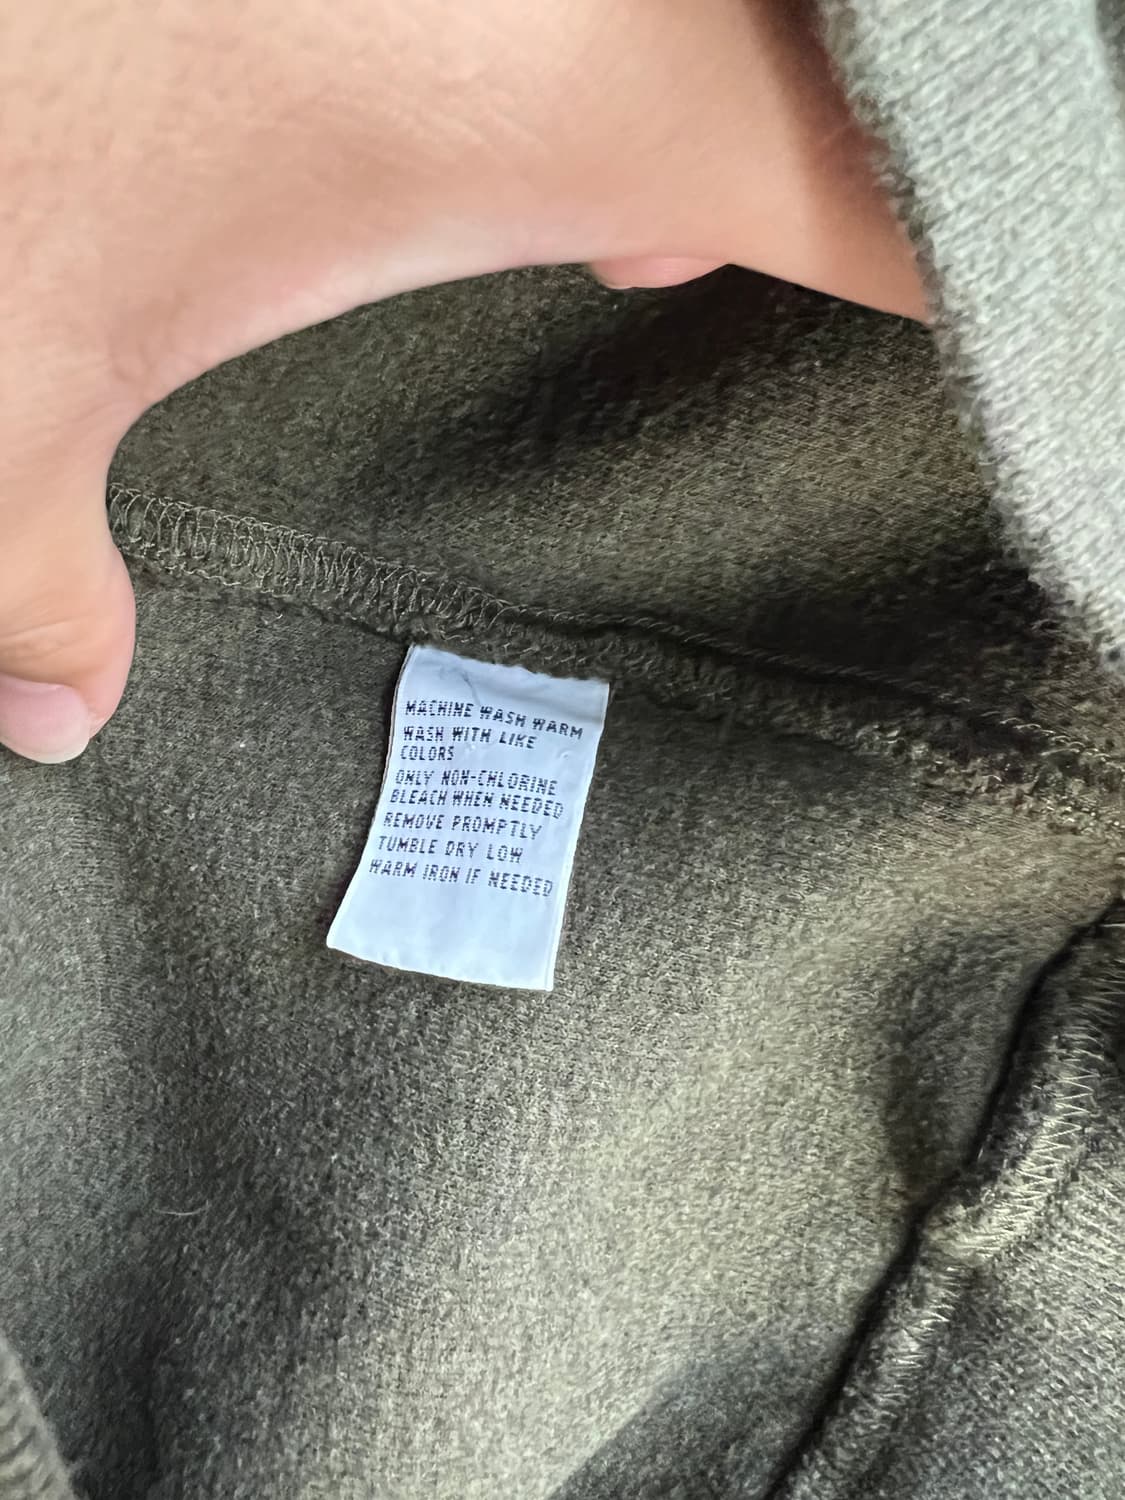 MACHINE WASH WARM
WASH WITH LIKE
COLORS
ONLY NON-CHLORINE
BLEACH WHEN NEEDED
REMOVE PROMPTLY
TUMBLE DRY LOW
WARM IRON IF NEEDED